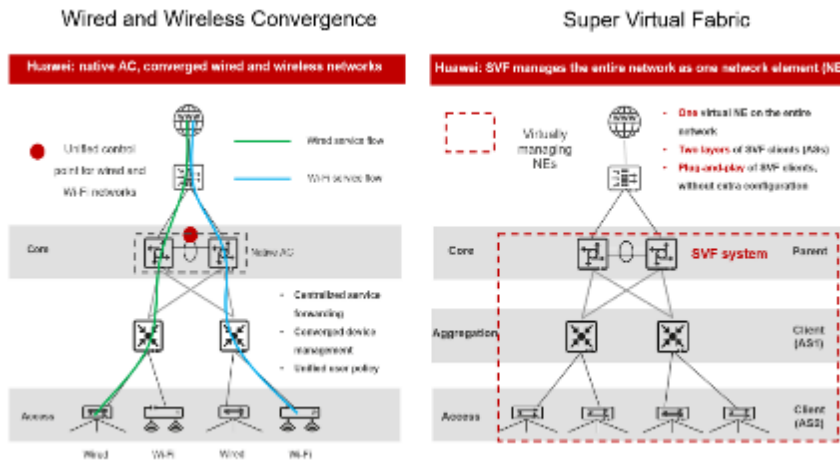 Wired and Wireless Convergence
Huawei: native AC, converged wired and wireless networks
www
Unified control
point for wired and
Wi-Fi networks
Wired service flow
Wi-Fi service flow
Core
Native AC
- Centralized service
forwarding
- Converged device
management
- Unified user policy
Access
Wired
Wi-Fi
Wired
Wi-Fi
Super Virtual Fabric
Huawei: SVF manages the entire network as one network element (NE
Virtually
managing
NEs
www
- One virtual NE on the entire
network
- Two layers of SVF clients (ASs)
- Plug-and-play of SVF clients,
without extra configuration
Core
SVF system
Parent
Aggregation
Client
(AS1)
Access
Client
(AS2)